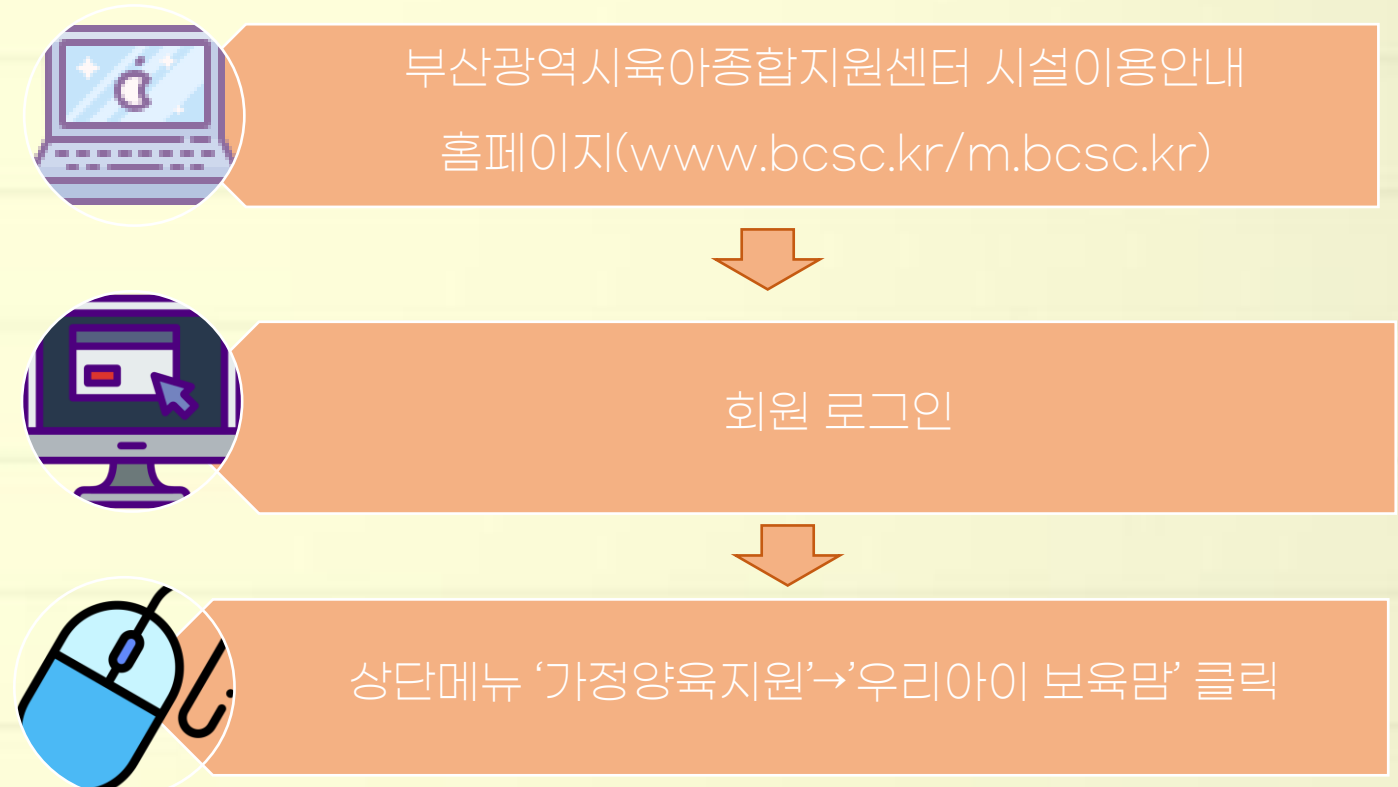 부산광역시육아종합지원센터 시설이용안내
홈페이지(www.bcsc.kr/m.bcsc.kr)
회원 로그인
상단메뉴 ‘가정양육지원’→’우리아이 보육맘’ 클릭